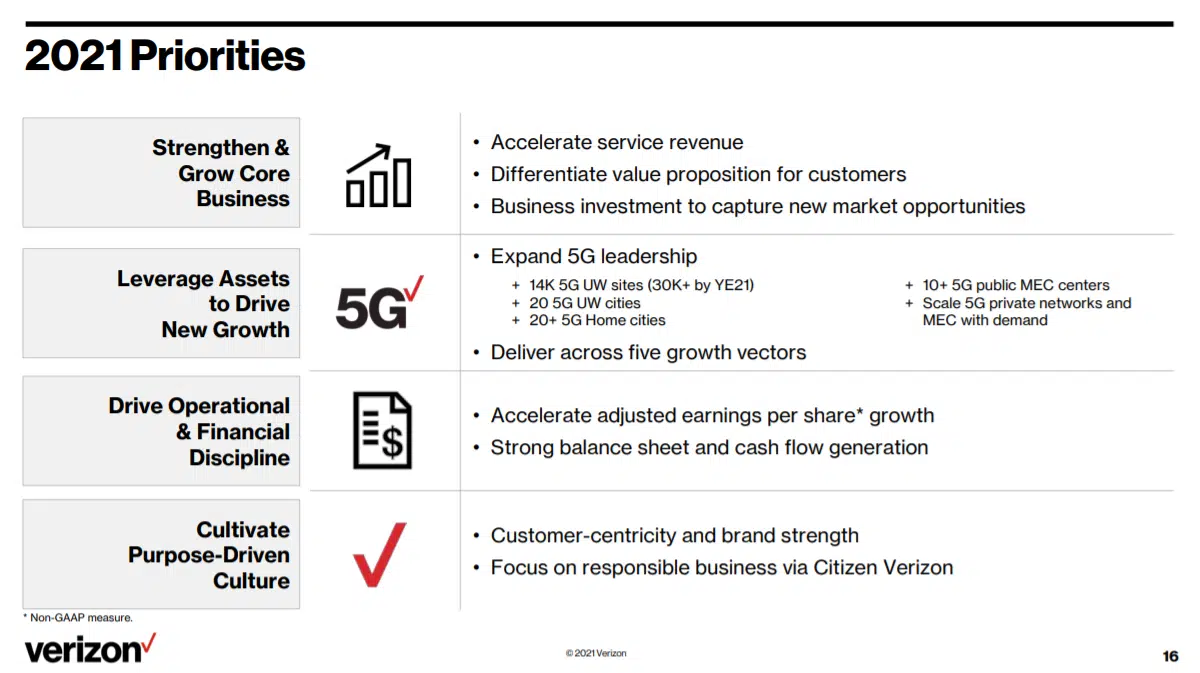 2021 Priorities
Strengthen &
Grow Core
Business
• Accelerate service revenue
• Differentiate value proposition for customers
• Business investment to capture new market opportunities
Leverage Assets
to Drive
New Growth
5G
• Expand 5G leadership
+ 14K 5G UW sites (30K+ by YE21)
+ 20 5G UW cities
+ 20+ 5G Home cities
+ 10+ 5G public MEC centers
+ Scale 5G private networks and
MEC with demand
• Deliver across five growth vectors
Drive Operational
& Financial
Discipline
$
• Accelerate adjusted earnings per share* growth
• Strong balance sheet and cash flow generation
Cultivate
Purpose-Driven
Culture
• Customer-centricity and brand strength
• Focus on responsible business via Citizen Verizon
* Non-GAAP measure.
verizon
© 2021 Verizon
16